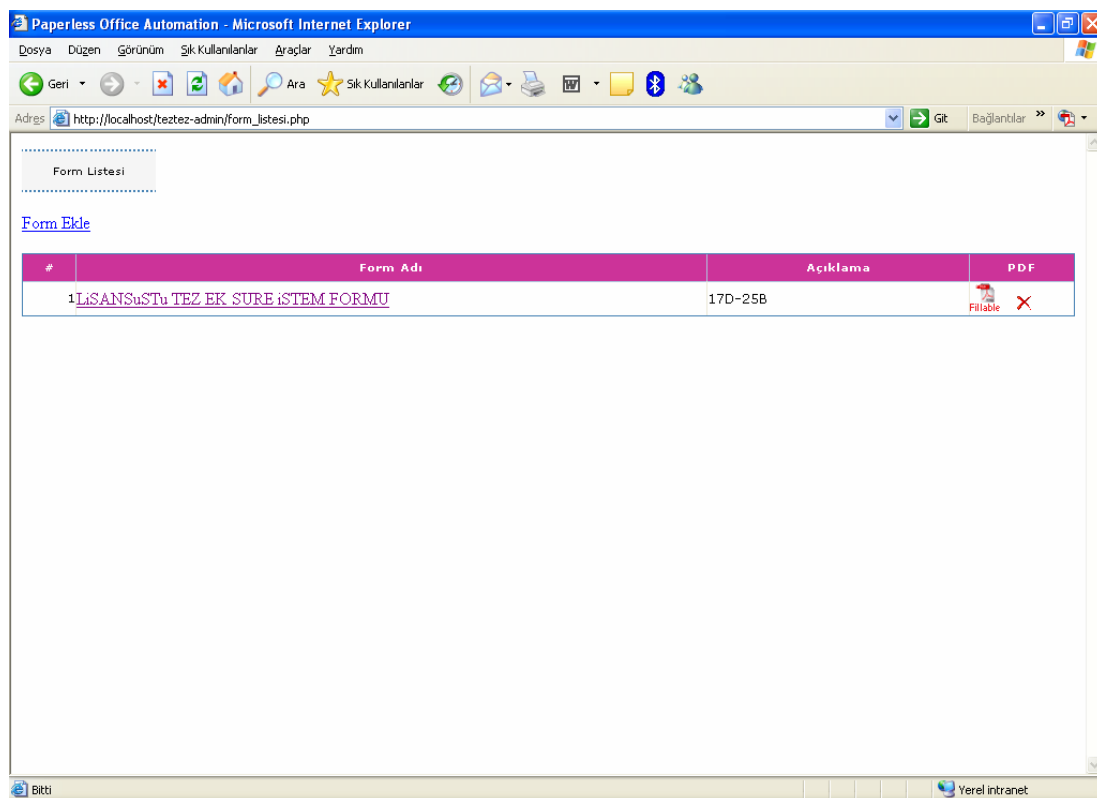 Paperless Office Automation - Microsoft Internet Explorer
Dosya Düzen Görünüm Sık Kullanılanlar Araçlar Yardım
Geri Ara Sık Kullanılanlar
Adres http://localhost/teztez-admin/form_listesi.php Git Bağlantılar »
Form Listesi
Form Ekle
# Form Adı Açıklama PDF
1 LiSANSuSTu TEZ EK SURE iSTEM FORMU 17D-25B Fillable
Bitti Yerel intranet